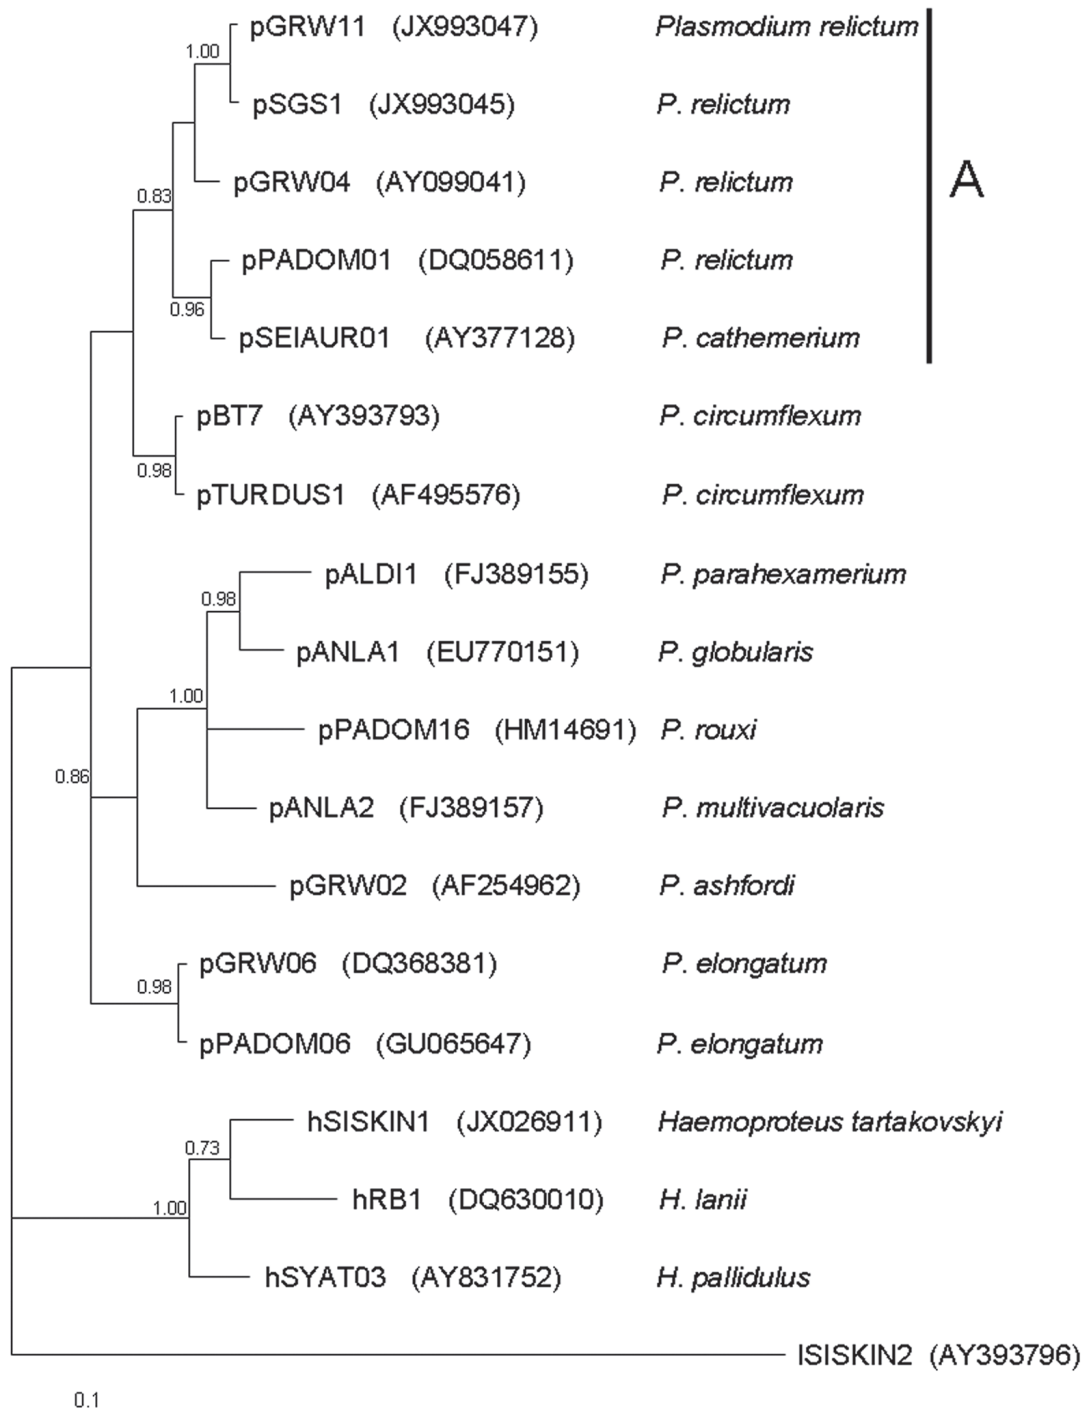 pGRW11 (JX993047) Plasmodium relictum
1.00
pSGS1 (JX993045) P. relictum
A
pGRW04 (AY099041) P. relictum
0.83
pPADOM01 (DQ058611) P. relictum
0.96
pSEIAUR01 (AY377128) P. cathemerium
pBT7 (AY393793) P. circumflexum
0.98
pTURDUS1 (AF495576) P. circumflexum
pALDI1 (FJ389155) P. parahexamerium
0.98
pANLA1 (EU770151) P. globularis
1.00
pPADOM16 (HM14691) P. rouxi
0.86
pANLA2 (FJ389157) P. multivacuolaris
pGRW02 (AF254962) P. ashfordi
pGRW06 (DQ368381) P. elongatum
0.98
pPADOM06 (GU065647) P. elongatum
hSISKIN1 (JX026911) Haemoproteus tartakovskyi
0.73
hRB1 (DQ630010) H. lanii
1.00
hSYAT03 (AY831752) H. pallidulus
lSISKIN2 (AY393796)
0.1